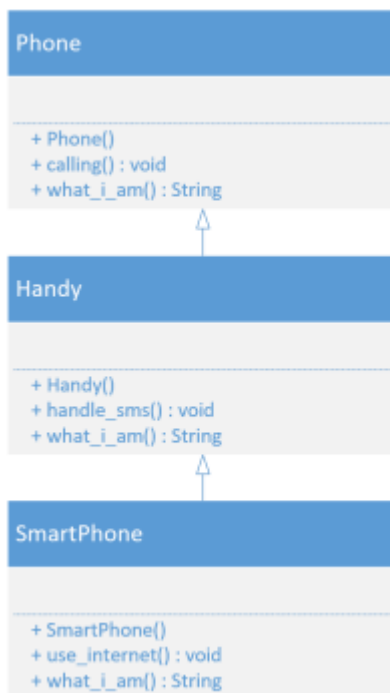 Phone
+ Phone()
+ calling() : void
+ what_i_am() : String
Handy
+ Handy()
+ handle_sms() : void
+ what_i_am() : String
SmartPhone
+ SmartPhone()
+ use_internet() : void
+ what_i_am() : String